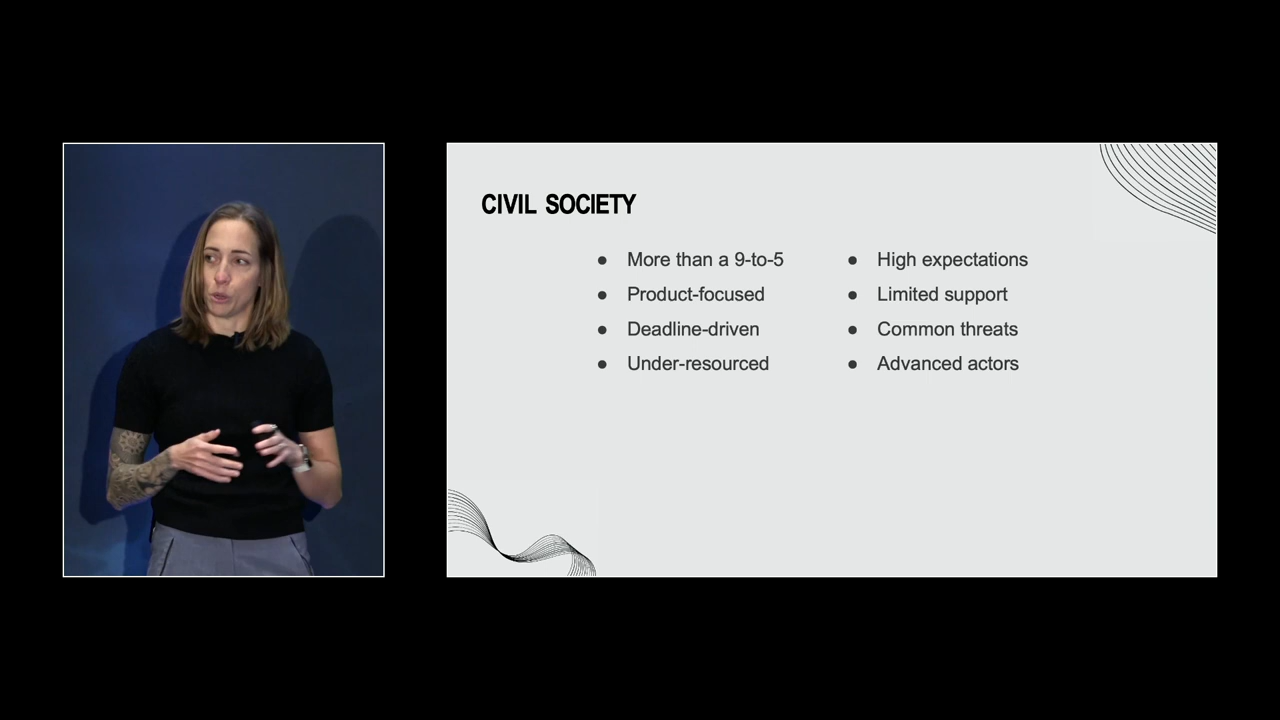 CIVIL SOCIETY
● More than a 9-to-5
● Product-focused
● Deadline-driven
● Under-resourced
● High expectations
● Limited support
● Common threats
● Advanced actors